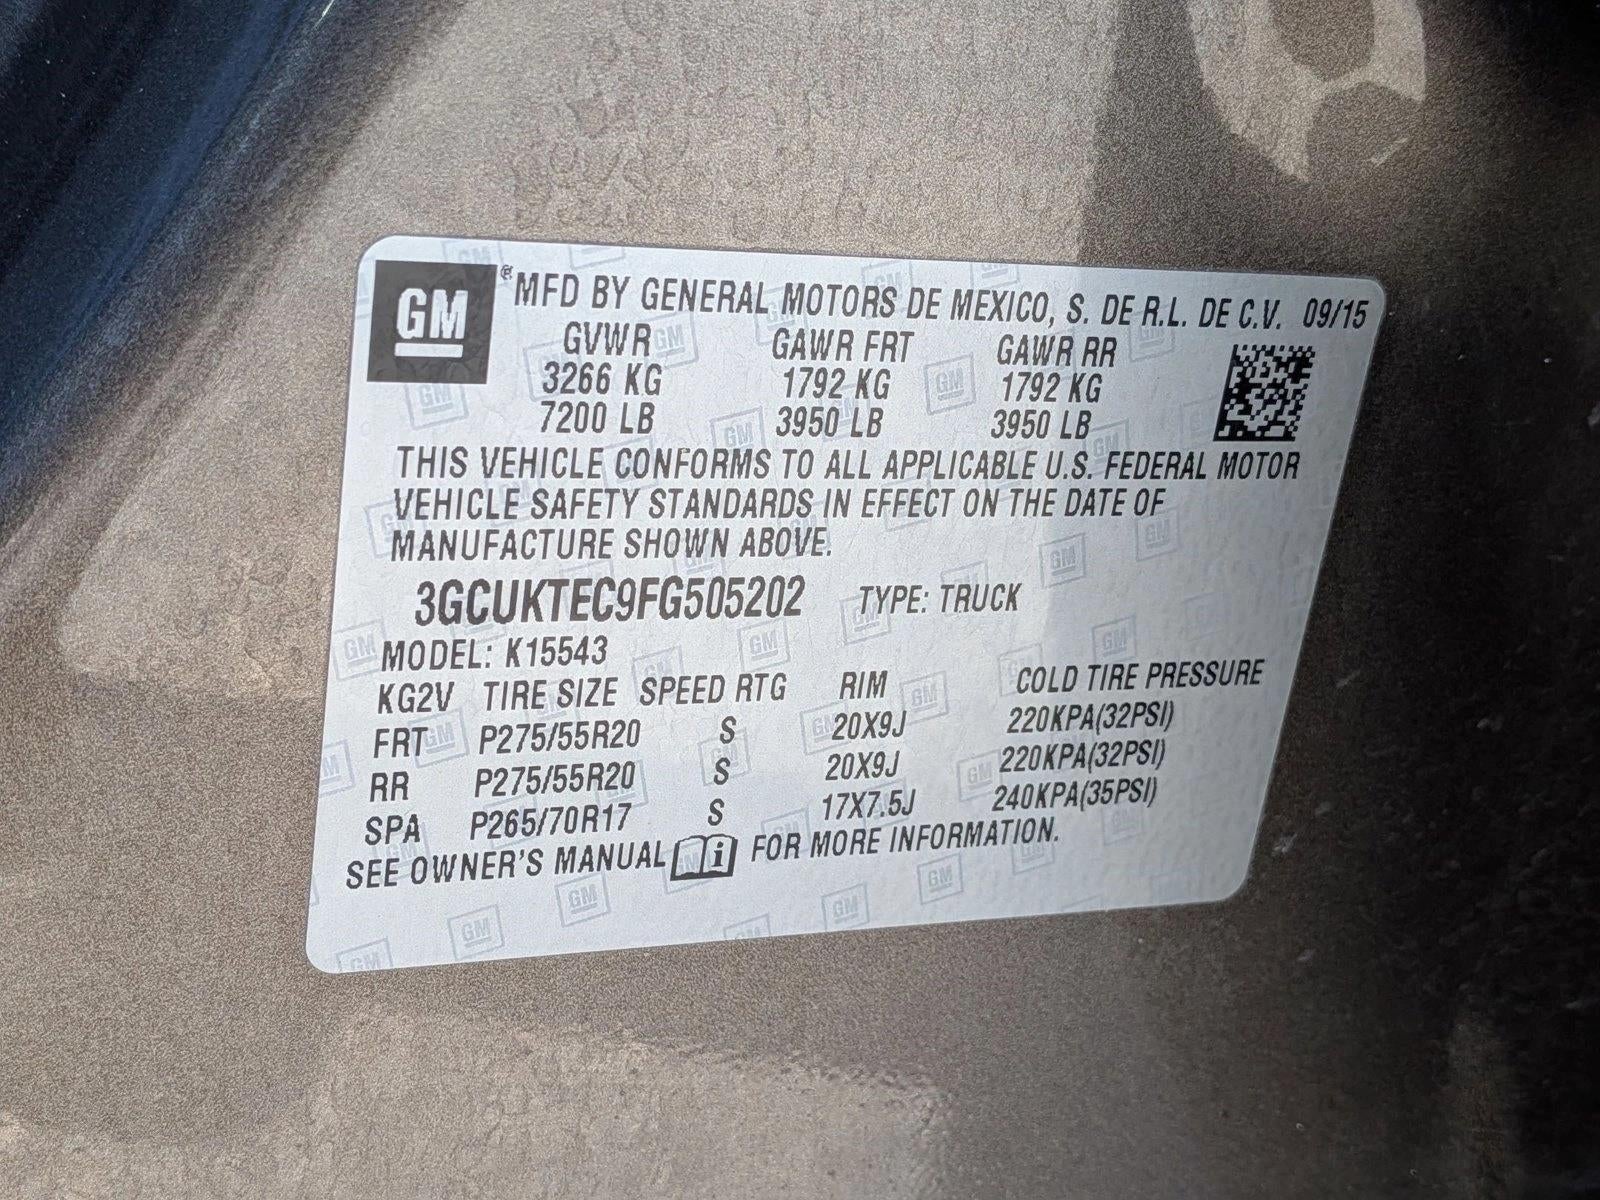 GM ® MFD BY GENERAL MOTORS DE MEXICO, S. DE R.L. DE C.V. 09/15
GVWR GAWR FRT GAWR RR
3266 KG 1792 KG 1792 KG
7200 LB 3950 LB 3950 LB
THIS VEHICLE CONFORMS TO ALL APPLICABLE U.S. FEDERAL MOTOR
VEHICLE SAFETY STANDARDS IN EFFECT ON THE DATE OF
MANUFACTURE SHOWN ABOVE.
3GCUKTEC9FG505202 TYPE: TRUCK
MODEL: K15543
KG2V TIRE SIZE SPEED RTG RIM COLD TIRE PRESSURE
FRT P275/55R20 S 20X9J 220KPA(32PSI)
RR P275/55R20 S 20X9J 220KPA(32PSI)
SPA P265/70R17 S 17X7.5J 240KPA(35PSI)
SEE OWNER'S MANUAL i FOR MORE INFORMATION.